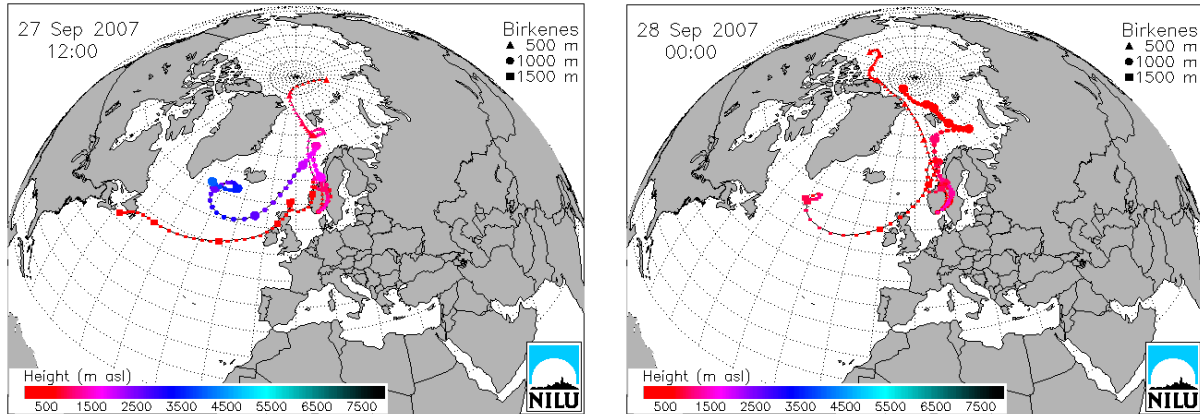 27 Sep 2007
12:00
Birkenes
▲ 500 m
● 1000 m
■ 1500 m
Height (m asl)
500 1500 2500 3500 4500 5500 6500 7500
NILU
28 Sep 2007
00:00
Birkenes
▲ 500 m
● 1000 m
■ 1500 m
Height (m asl)
500 1500 2500 3500 4500 5500 6500 7500
NILU